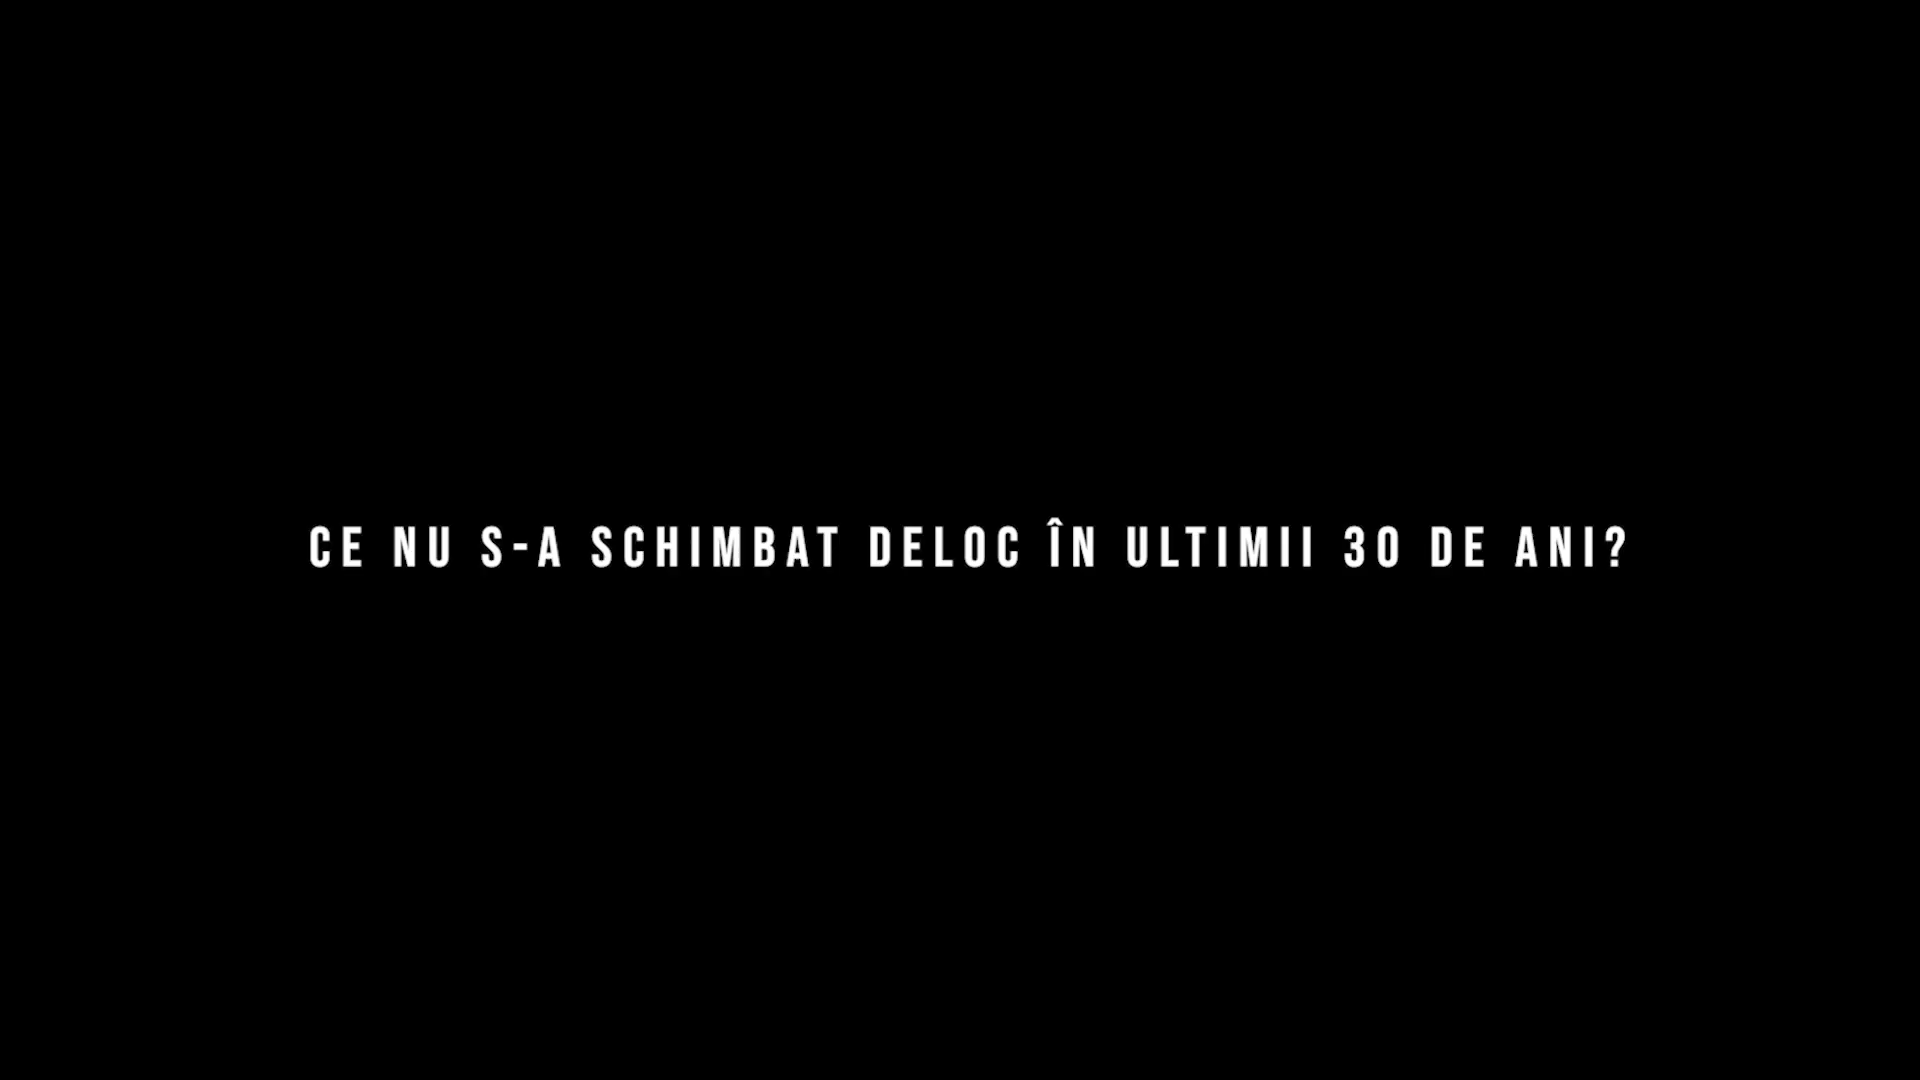 CE NU S-A SCHIMBAT DELOC ÎN ULTIMII 30 DE ANI?